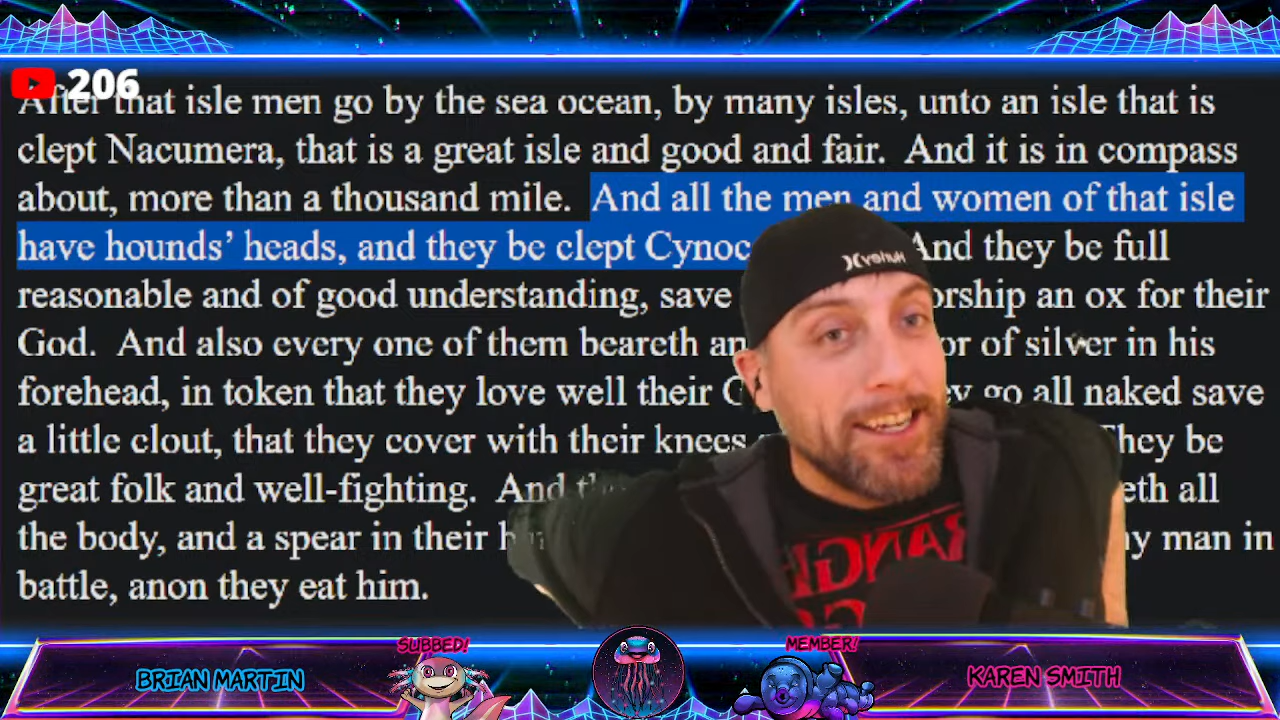 206
After that isle men go by the sea ocean, by many isles, unto an isle that is
clept Nacumera, that is a great isle and good and fair. And it is in compass
about, more than a thousand mile. And all the men and women of that isle
have hounds' heads, and they be clept Cynoc And they be full
reasonable and of good understanding, save orship an ox for their
God. And also every one of them beareth an or of silver in his
forehead, in token that they love well their go all naked save
a little clout, that they cover with their knees They be
great folk and well-fighting. And eth all
the body, and a spear in their man in
battle, anon they eat him.
Hurley
SUBBED!
MEMBER!
BRIAN MARTIN
KAREN SMITH